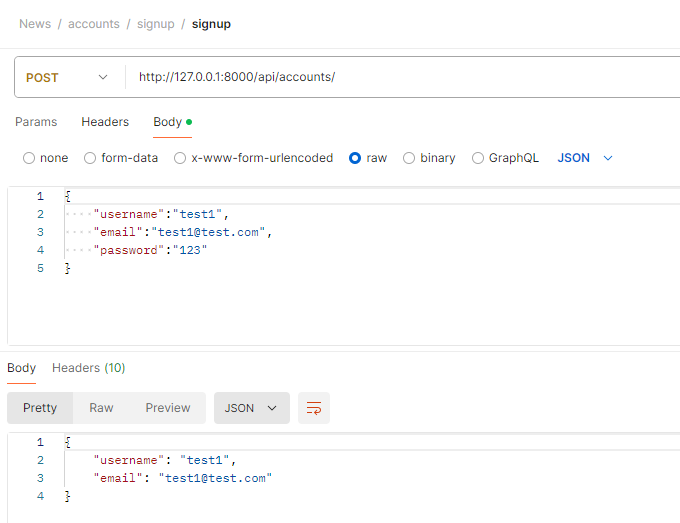 News / accounts / signup / signup
POST http://127.0.0.1:8000/api/accounts/
Params Headers Body
none form-data x-www-form-urlencoded raw binary GraphQL JSON
1 {
2 "username":"test1",
3 "email":"test1@test.com",
4 "password":"123"
5 }
Body Headers (10)
Pretty Raw Preview JSON
1 {
2 "username": "test1",
3 "email": "test1@test.com"
4 }